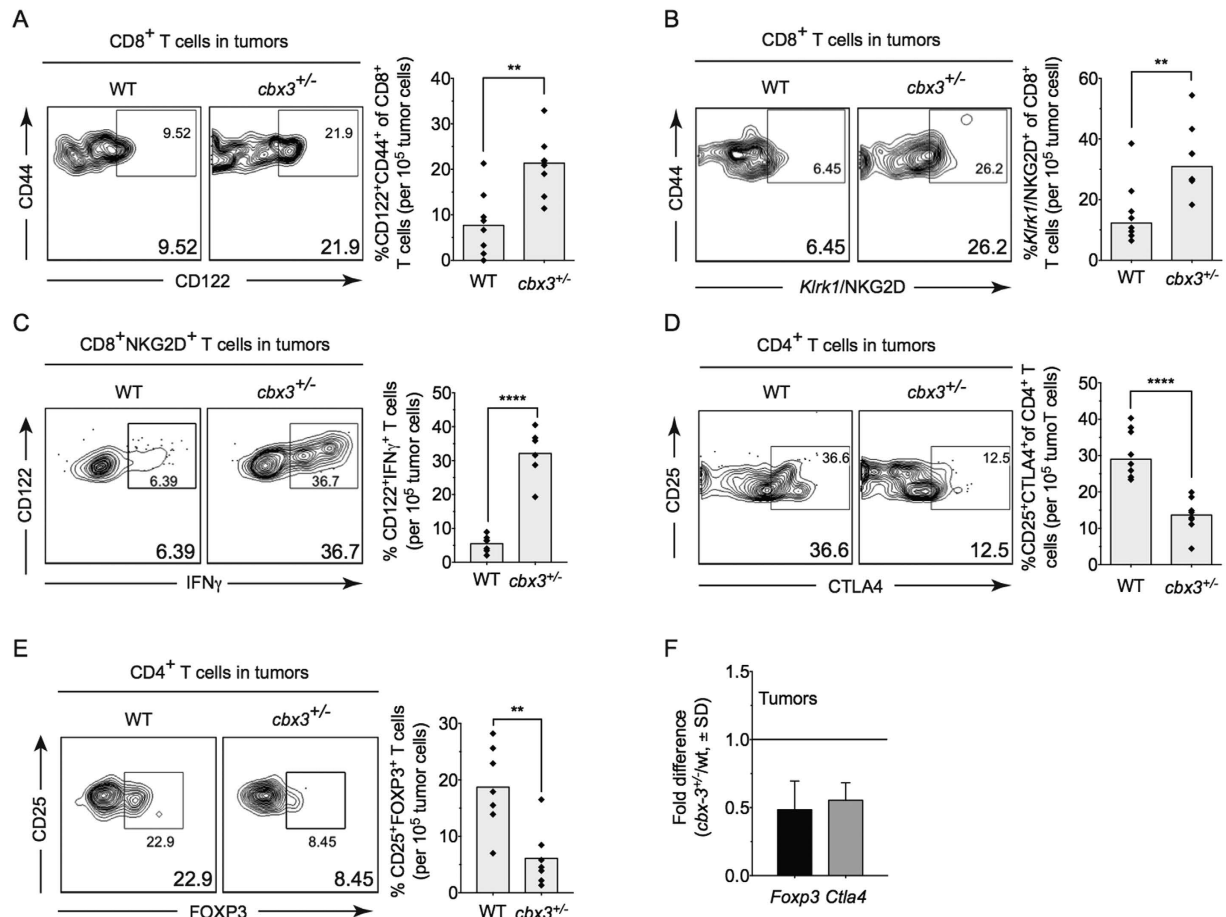 A
CD8+ T cells in tumors
WT
cbx3+/-
9.52
21.9
9.52
21.9
CD44
CD122
%CD122+CD44+ of CD8+
T cells (per 10^5 tumor cells)
40
30
20
10
0
**
WT
cbx3+/-
B
CD8+ T cells in tumors
WT
cbx3+/-
6.45
26.2
6.45
26.2
CD44
Klrk1/NKG2D
%Klrk1/NKG2D+ of CD8+
T cells (per 10^5 tumor cesll)
60
40
20
0
**
WT
cbx3+/-
C
CD8+NKG2D+ T cells in tumors
WT
cbx3+/-
6.39
36.7
6.39
36.7
CD122
IFNγ
% CD122+IFNγ+ T cells
(per 10^5 tumor cells)
50
40
30
20
10
0
****
WT
cbx3+/-
D
CD4+ T cells in tumors
WT
cbx3+/-
36.6
12.5
36.6
12.5
CD25
CTLA4
%CD25+CTLA4+of CD4+ T
cells (per 10^5 tumoT cells)
50
40
30
20
10
0
****
WT
cbx3+/-
E
CD4+ T cells in tumors
WT
cbx3+/-
22.9
8.45
22.9
8.45
CD25
FOXP3
% CD25+FOXP3+ T cells
(per 10^5 tumor cells)
30
20
10
0
**
WT
cbx3+/-
F
Fold difference
(cbx-3+/-/wt, ± SD)
1.5
1.0
0.5
0.0
Tumors
Foxp3 Ctla4